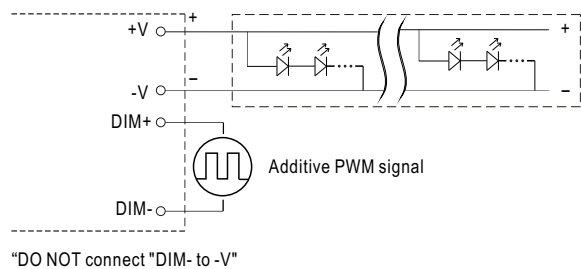 +V
+
+
-V
−
−
DIM+
Additive PWM signal
DIM-
“DO NOT connect "DIM- to -V"